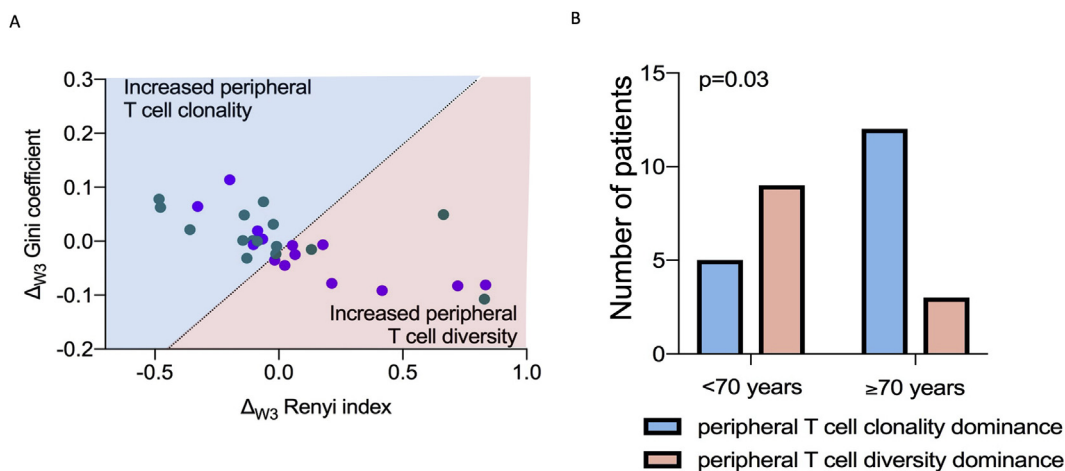 A
B
0.3
0.2
0.1
0.0
-0.1
-0.2
ΔW3 Gini coefficient
Increased peripheral
T cell clonality
Increased peripheral
T cell diversity
-0.5
0.0
0.5
1.0
ΔW3 Renyi index
15
10
5
0
Number of patients
p=0.03
<70 years
≥70 years
peripheral T cell clonality dominance
peripheral T cell diversity dominance